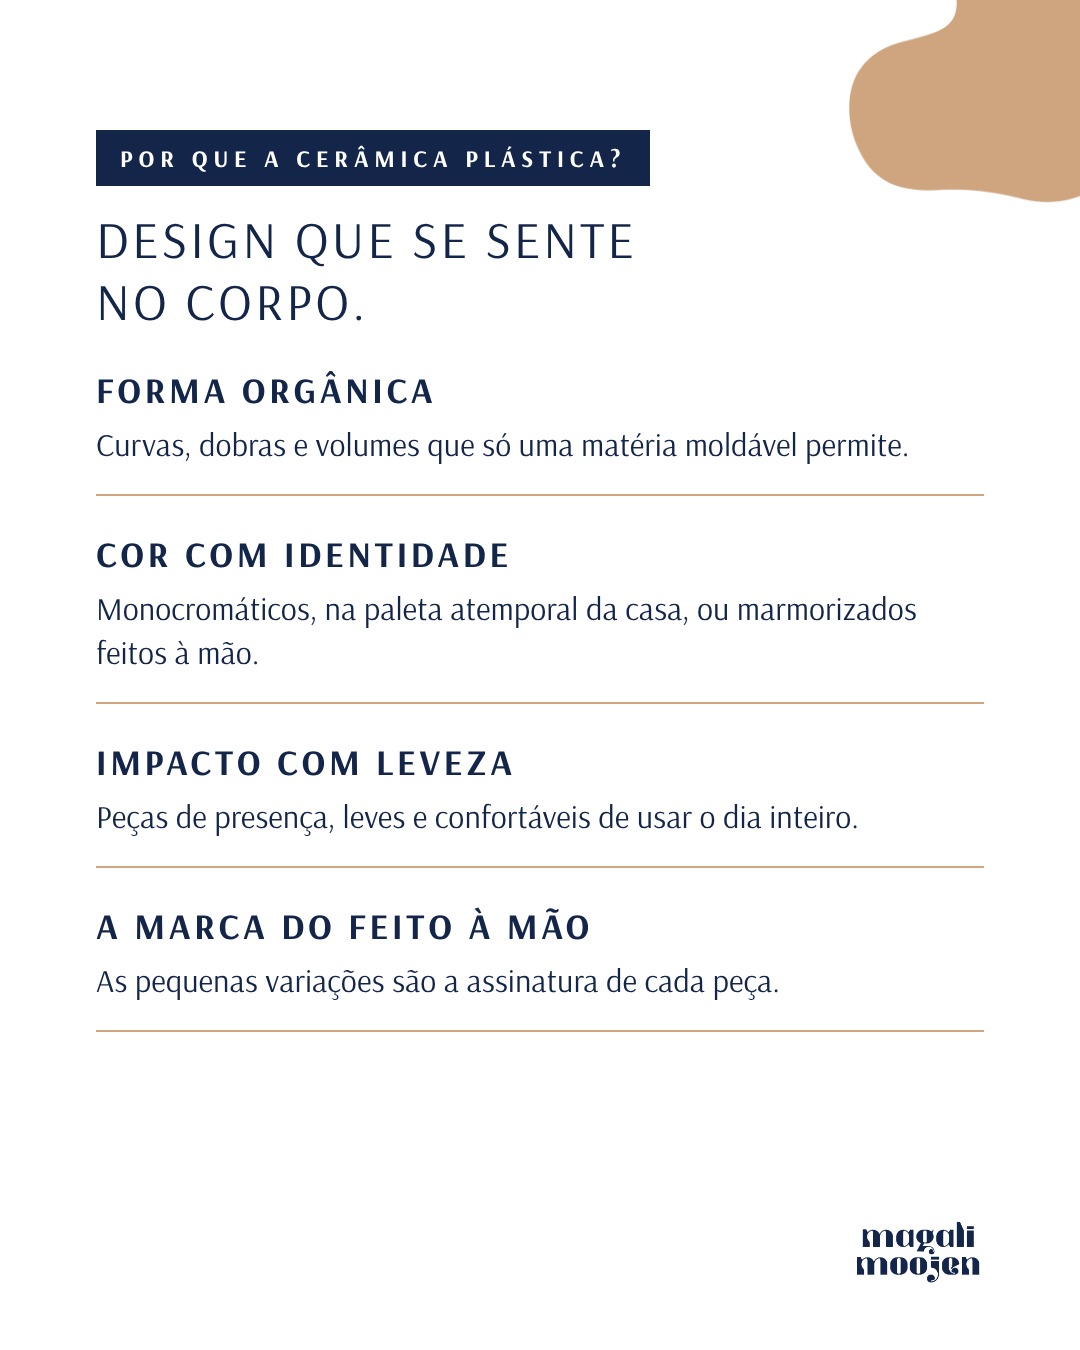 POR QUE A CERÂMICA PLÁSTICA?
DESIGN QUE SE SENTE
NO CORPO.
FORMA ORGÂNICA
Curvas, dobras e volumes que só uma matéria moldável permite.
COR COM IDENTIDADE
Monocromáticos, na paleta atemporal da casa, ou marmorizados
feitos à mão.
IMPACTO COM LEVEZA
Peças de presença, leves e confortáveis de usar o dia inteiro.
A MARCA DO FEITO À MÃO
As pequenas variações são a assinatura de cada peça.
magali
moojen